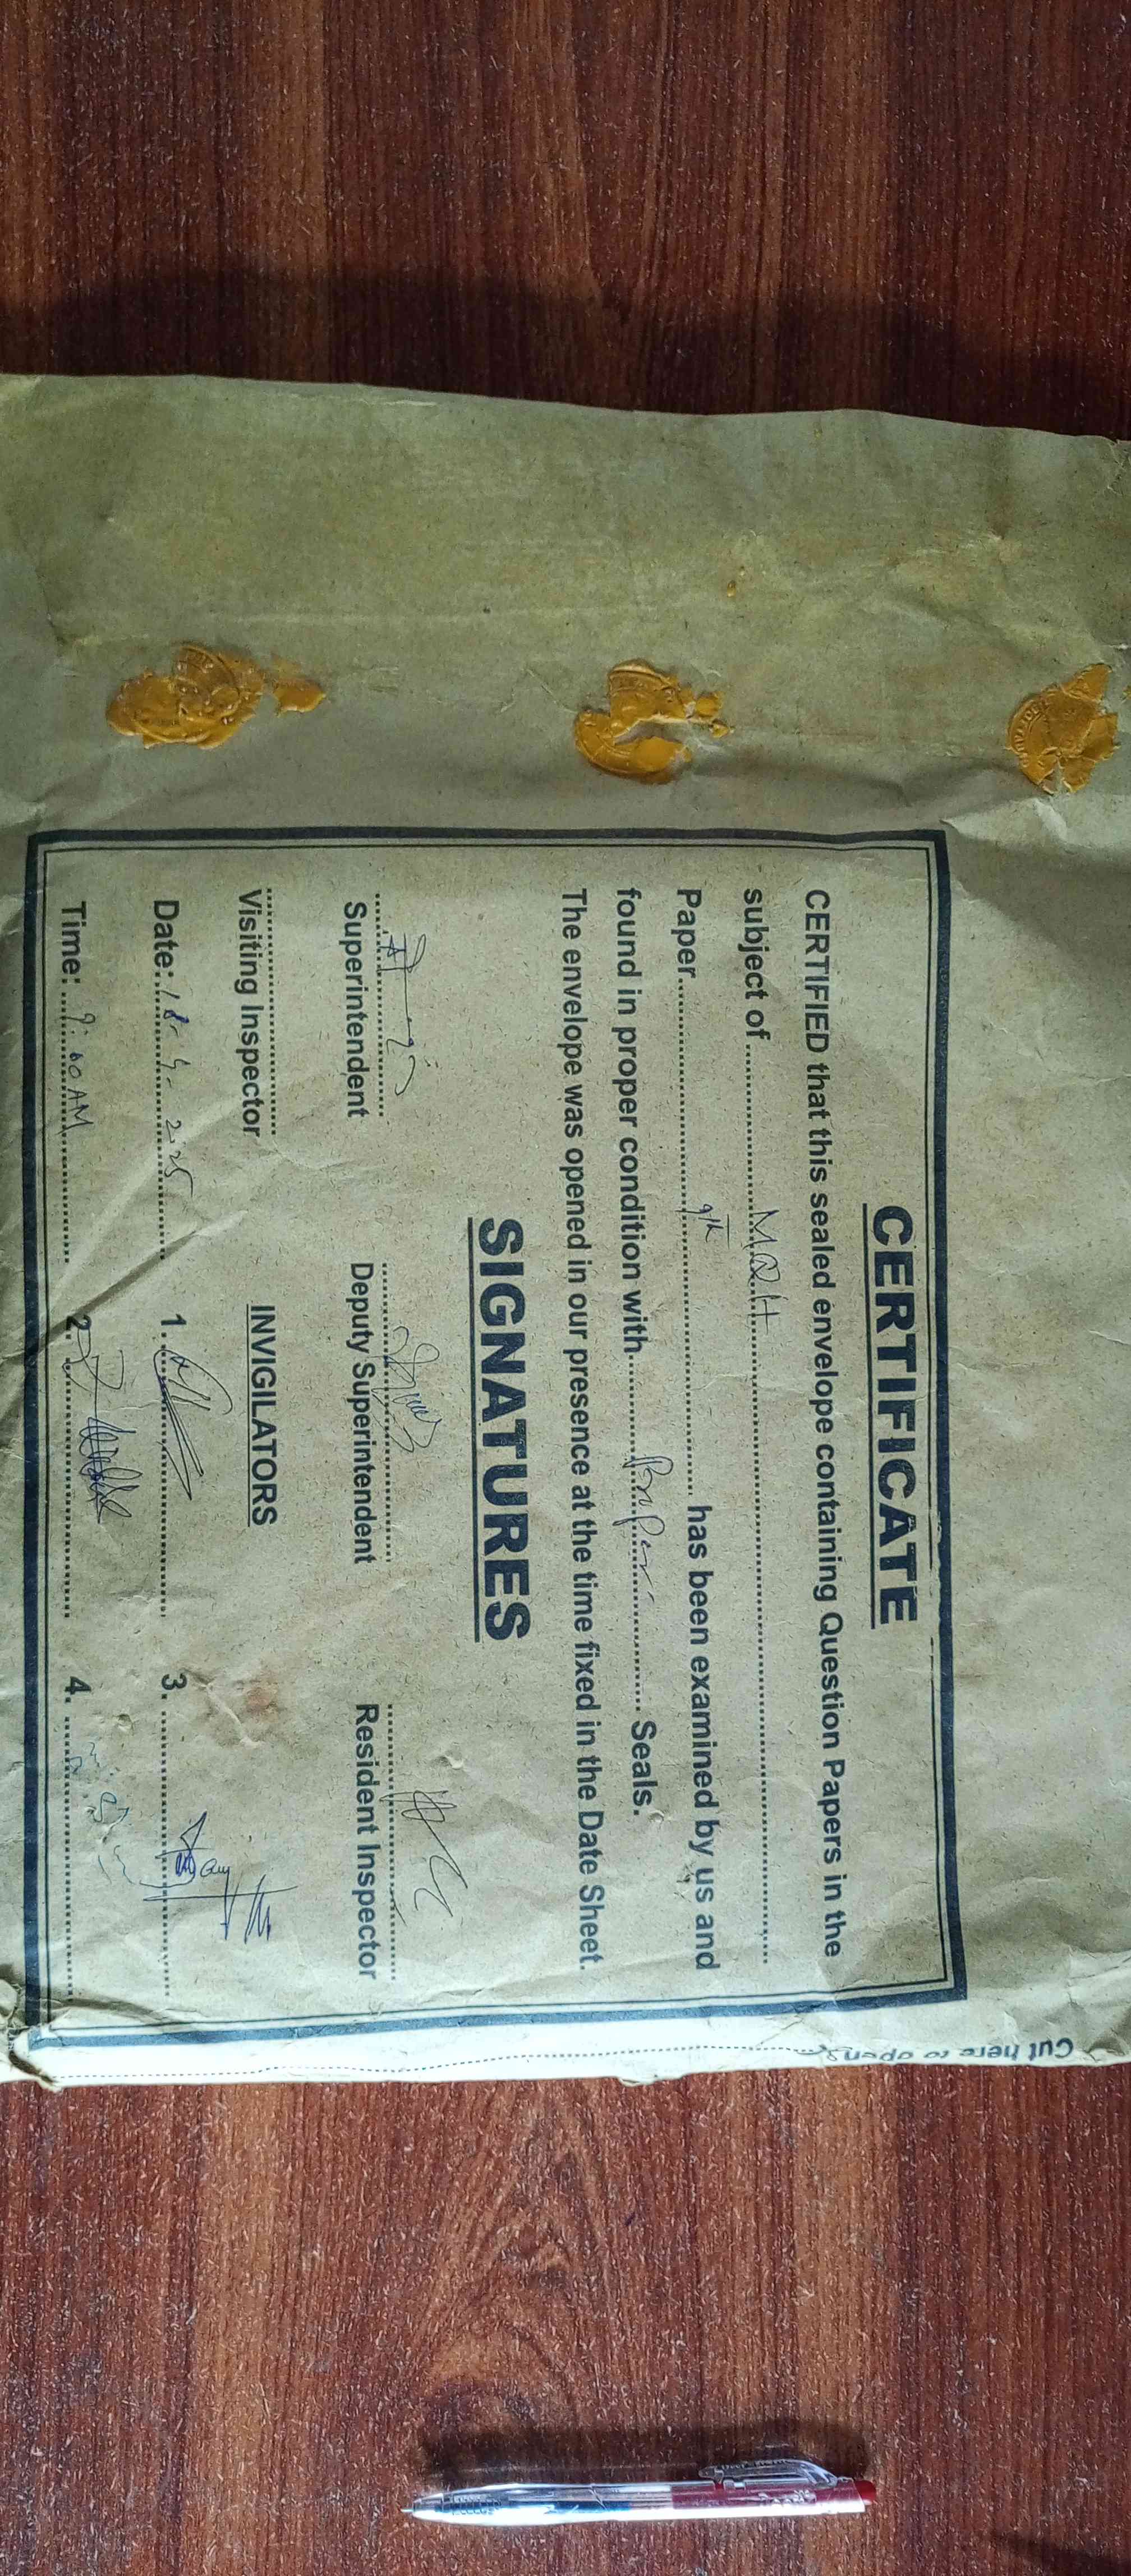 CERTIFICATE
CERTIFIED that this sealed envelope containing Question Papers in the
subject of ........ MQH ........
Paper ........ 9th ........ has been examined by us and
found in proper condition with ........ Proper ........ Seals.
The envelope was opened in our presence at the time fixed in the Date Sheet.
SIGNATURES
Superintendent Deputy Superintendent Resident Inspector
Visiting Inspector INVIGILATORS
Date: 18-9-2025 1. 3.
Time: 9:00 AM 2. 4.
Cut here to open